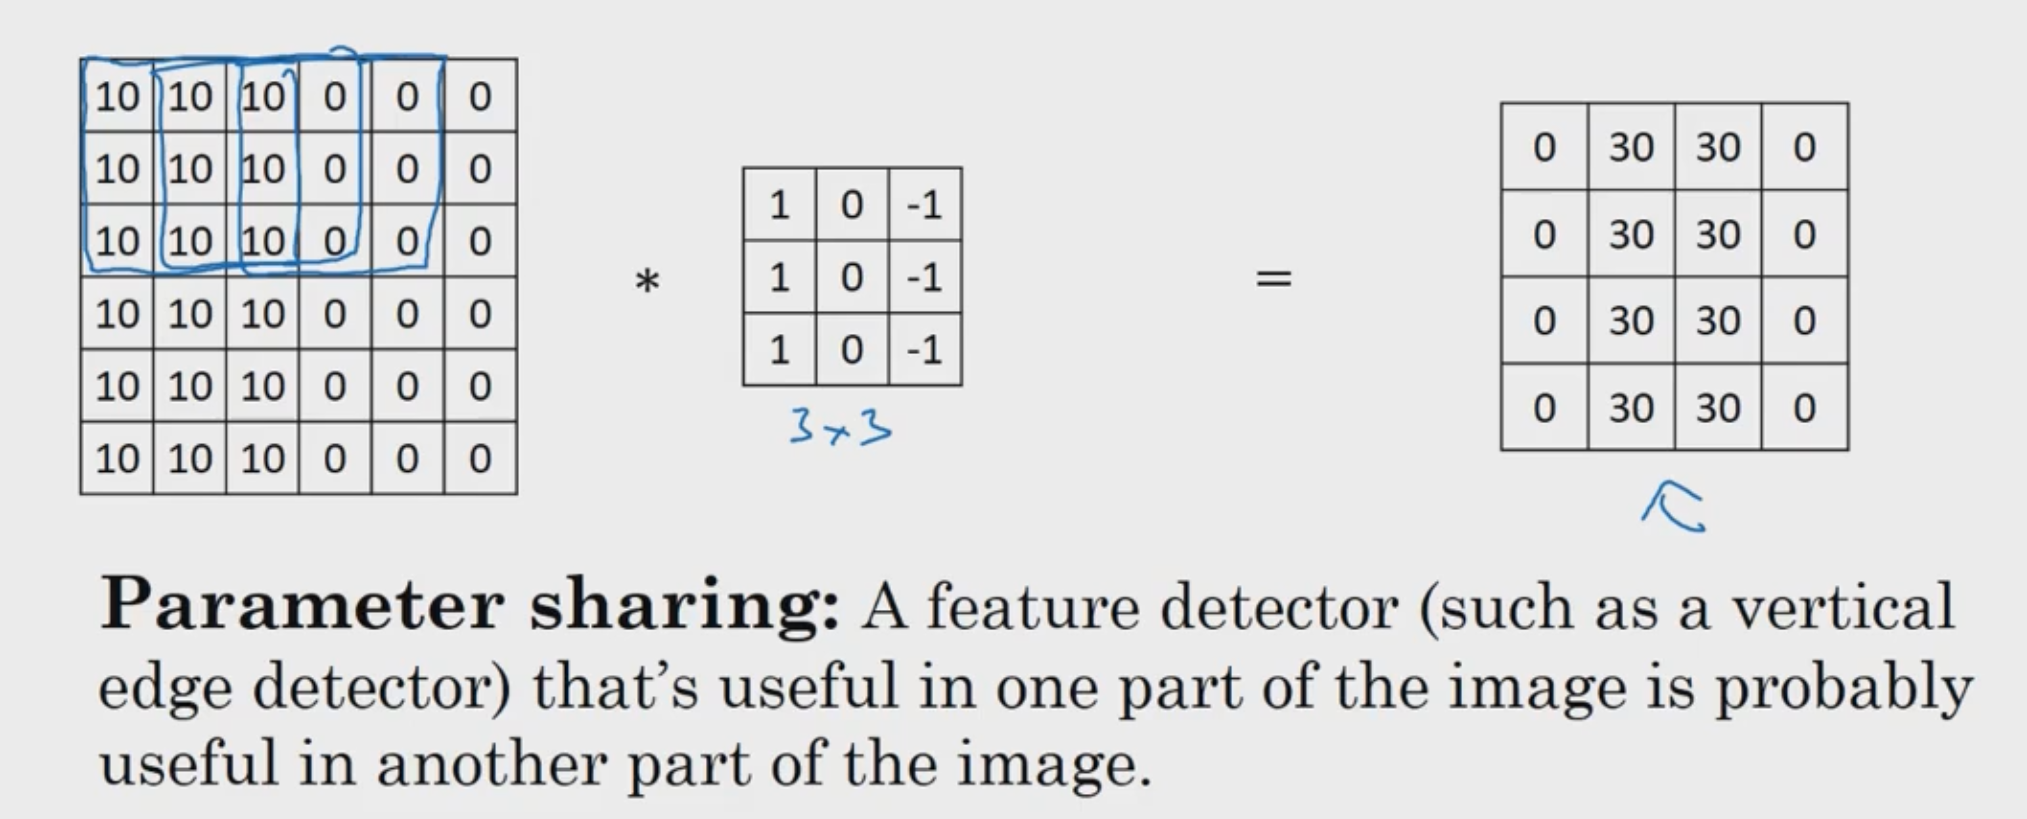 10 10 10 0 0 0
10 10 10 0 0 0
10 10 10 0 0 0
10 10 10 0 0 0
10 10 10 0 0 0
10 10 10 0 0 0
*
1 0 -1
1 0 -1
1 0 -1
3×3
=
0 30 30 0
0 30 30 0
0 30 30 0
0 30 30 0
Parameter sharing: A feature detector (such as a vertical
edge detector) that’s useful in one part of the image is probably
useful in another part of the image.